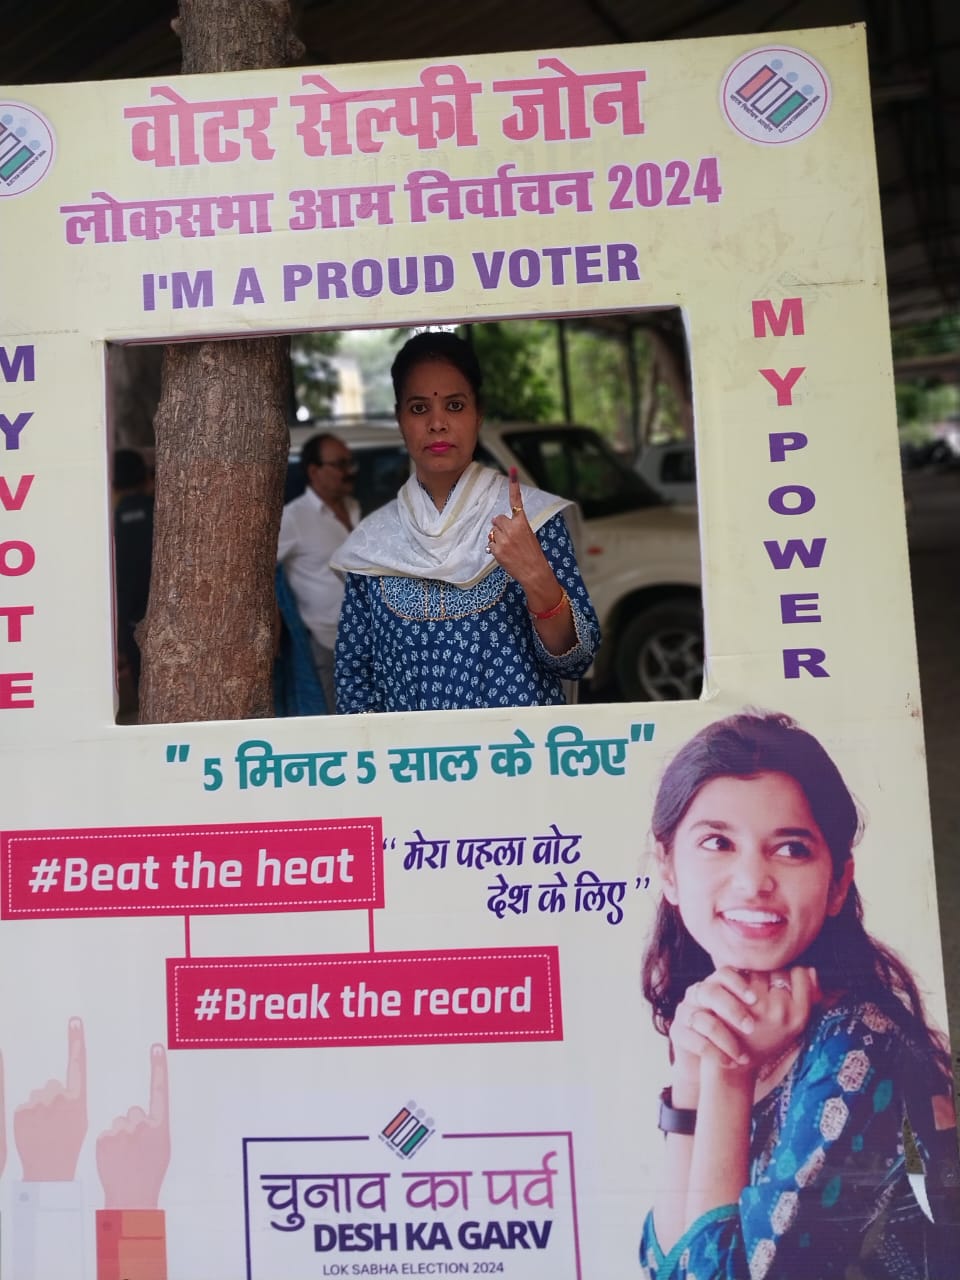 वोटर सेल्फी जोन
लोकसभा आम निर्वाचन 2024
I'M A PROUD VOTER
MY VOTE
MY POWER
" 5 मिनट 5 साल के लिए"
#Beat the heat
“ मेरा पहला वोट
देश के लिए ”
#Break the record
चुनाव का पर्व
DESH KA GARV
LOK SABHA ELECTION 2024